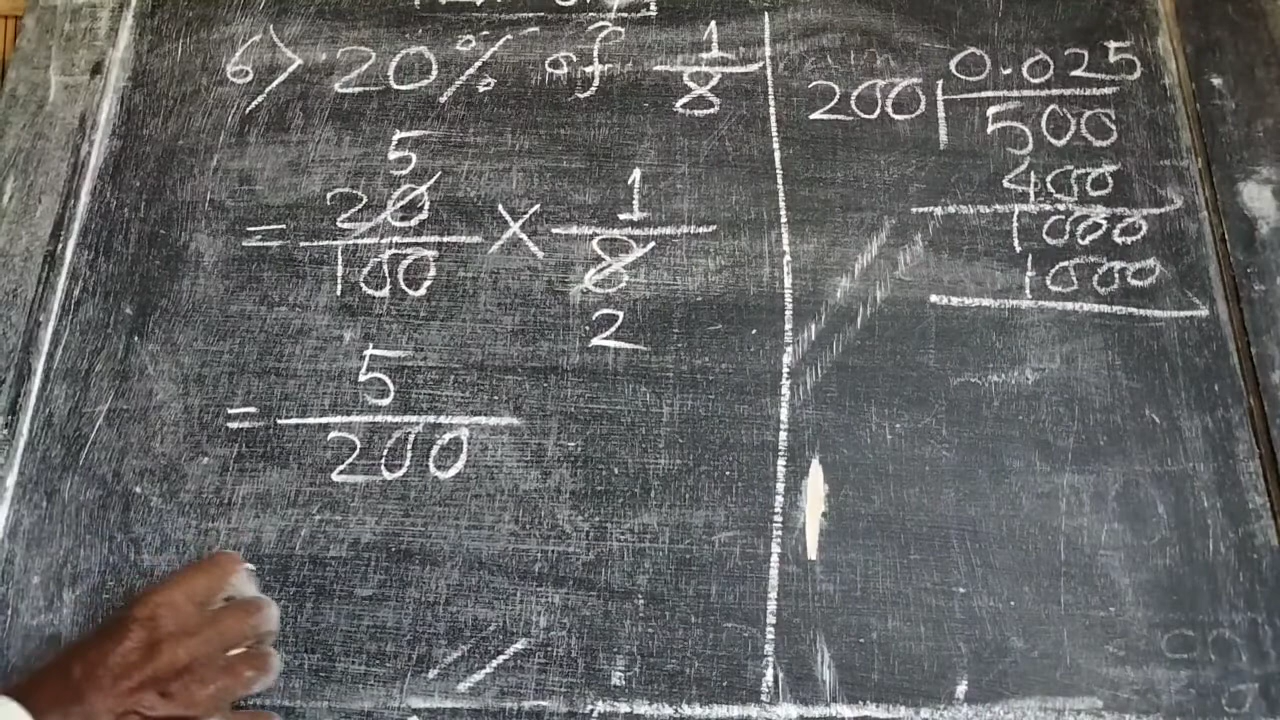 6) 20% of 1/8
= 20/100 × 1/8
5
2
= 5/200
0.025
200 500
400
1000
1000
cm